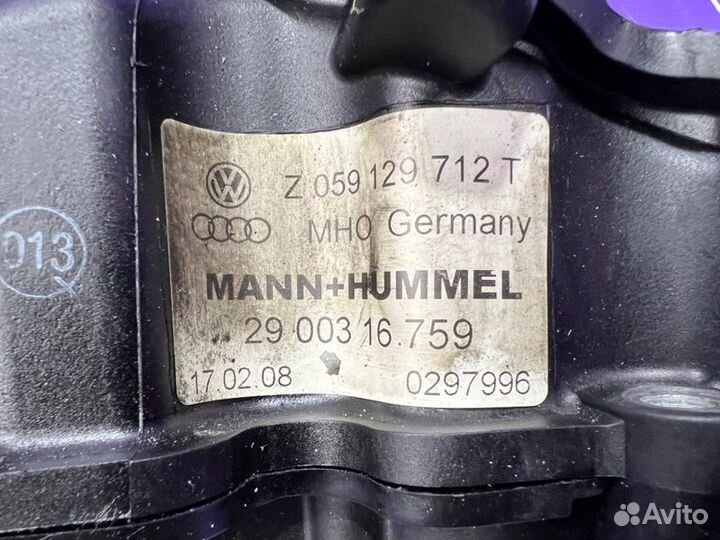 Z 059 129 712 T
MHO Germany
013
MANN+HUMMEL
29 003 16.759
17.02.08
0297996
Avito